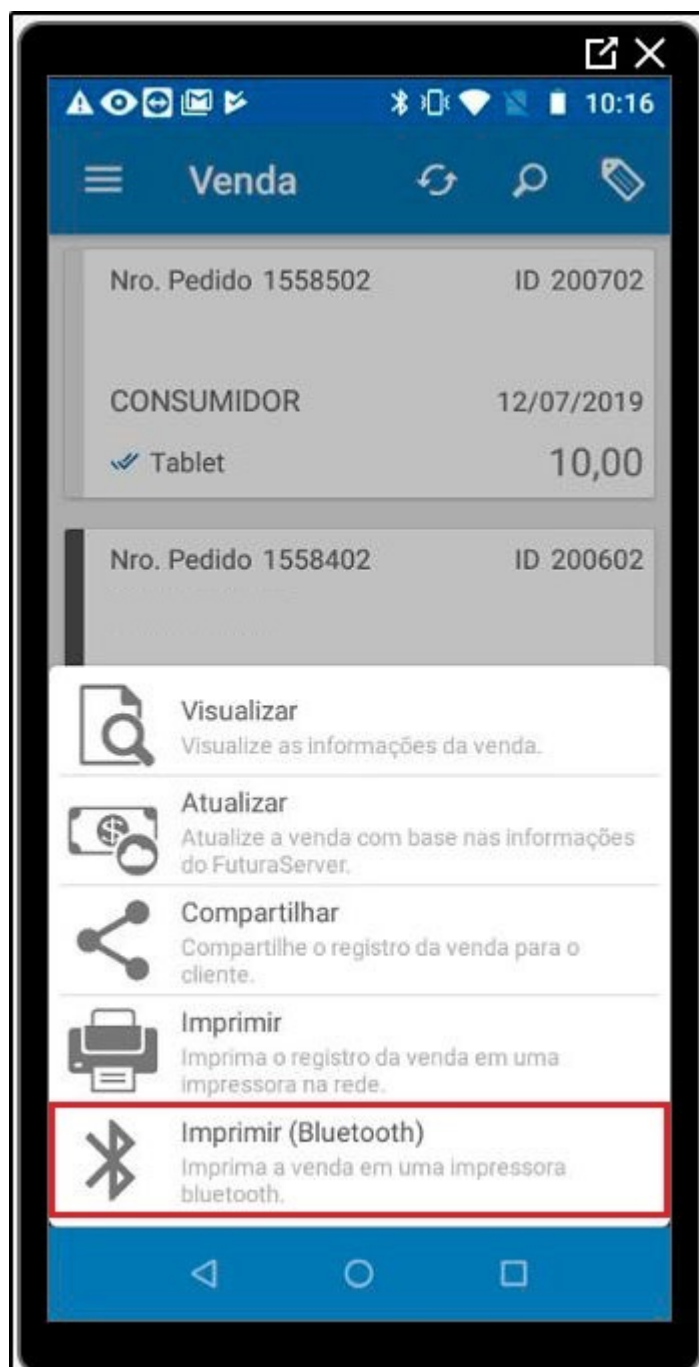 10:16
Venda
Nro. Pedido 1558502 ID 200702
CONSUMIDOR 12/07/2019
Tablet 10,00
Nro. Pedido 1558402 ID 200602
Visualizar
Visualize as informações da venda.
Atualizar
Atualize a venda com base nas informações
do FuturaServer.
Compartilhar
Compartilhe o registro da venda para o
cliente.
Imprimir
Imprima o registro da venda em uma
impressora na rede.
Imprimir (Bluetooth)
Imprima a venda em uma impressora
bluetooth.